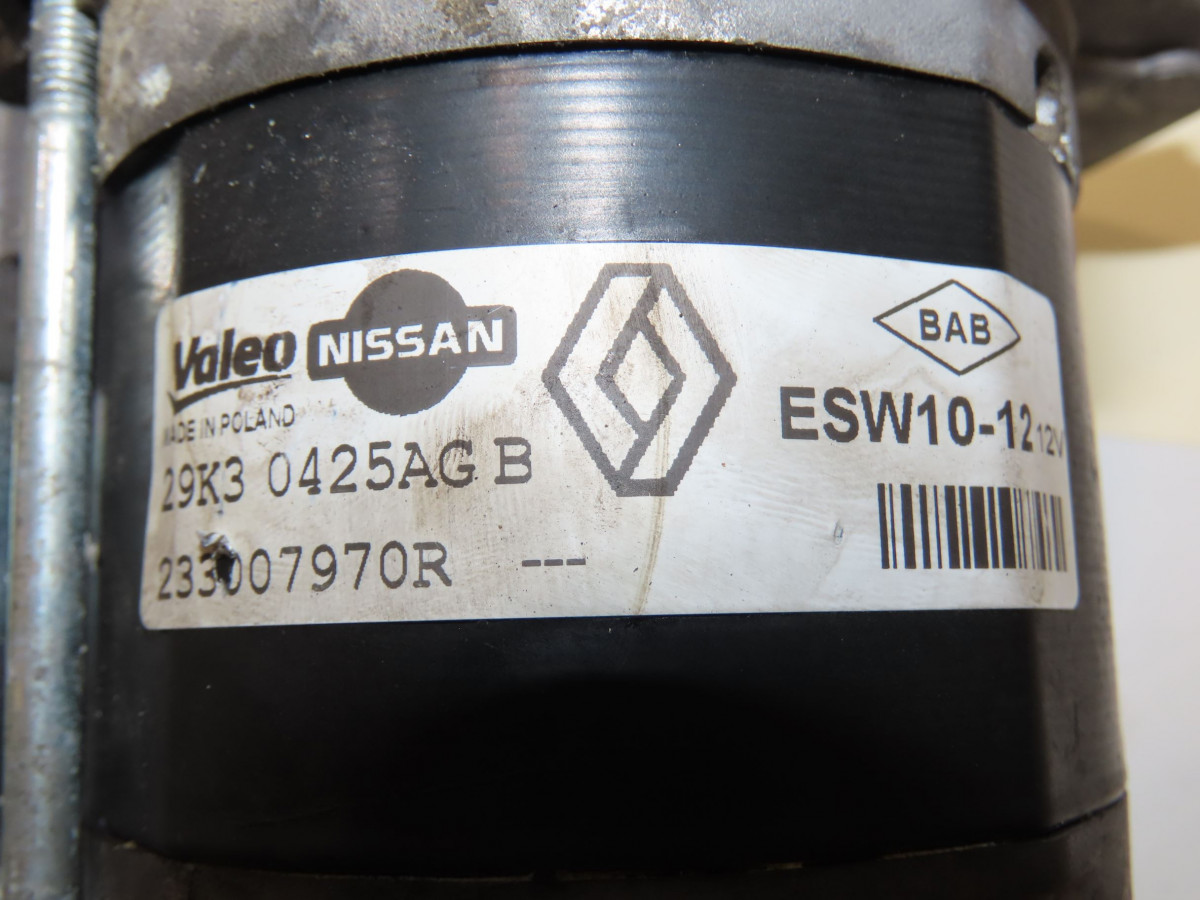 Valeo NISSAN
MADE IN POLAND
BAB
ESW10-12 12V
29K3 0425AG B
233007970R ---